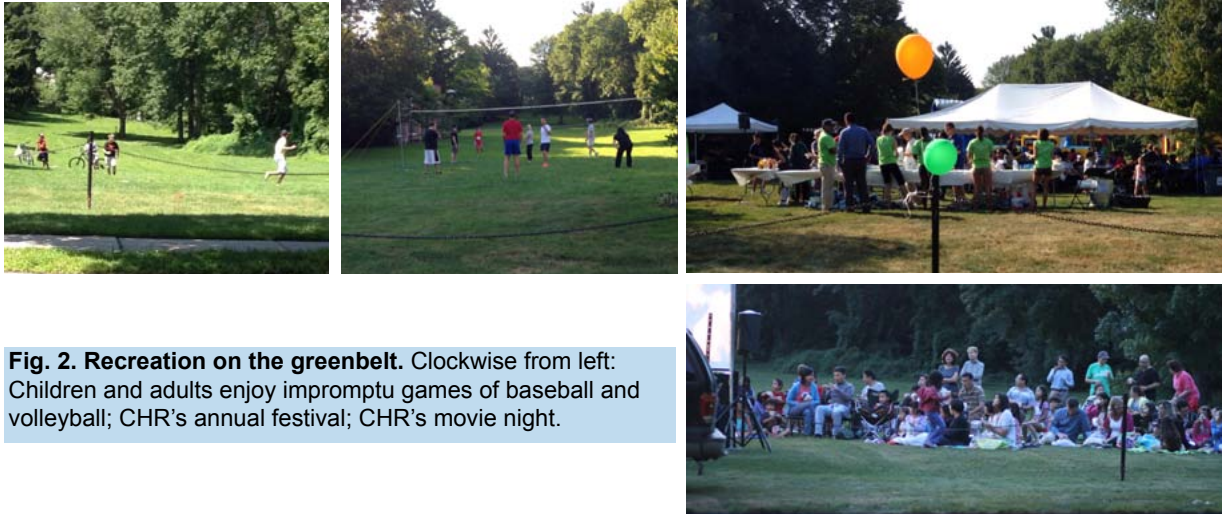 Fig. 2. Recreation on the greenbelt. Clockwise from left:
Children and adults enjoy impromptu games of baseball and
volleyball; CHR's annual festival; CHR's movie night.